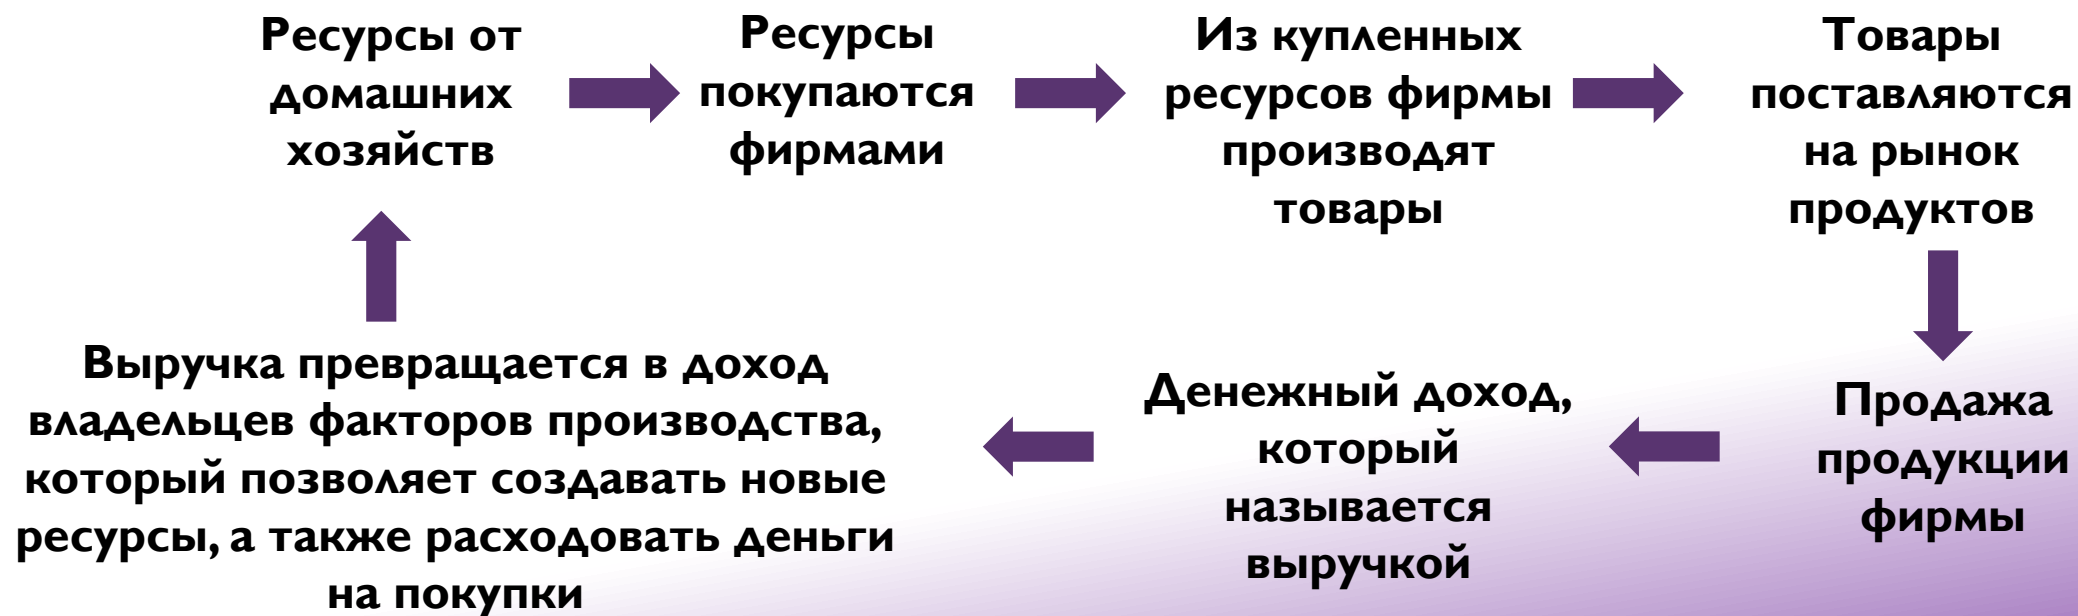 Ресурсы от
домашних
хозяйств
Ресурсы
покупаются
фирмами
Из купленных
ресурсов фирмы
производят
товары
Товары
поставляются
на рынок
продуктов
Продажа
продукции
фирмы
Денежный доход,
который
называется
выручкой
Выручка превращается в доход
владельцев факторов производства,
который позволяет создавать новые
ресурсы, а также расходовать деньги
на покупки